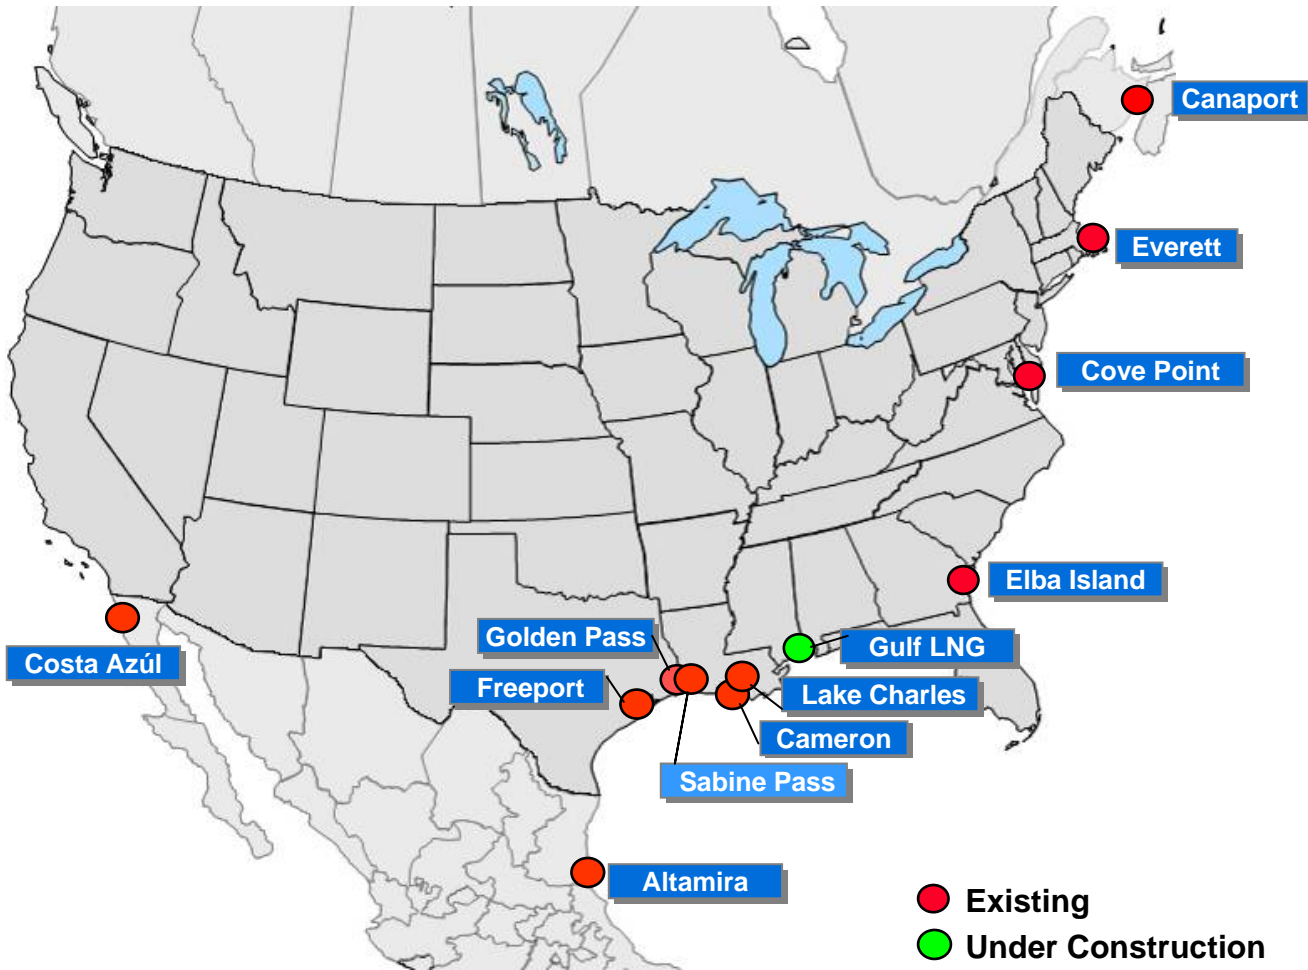 Canaport
Everett
Cove Point
Elba Island
Golden Pass
Gulf LNG
Costa Azúl
Freeport
Lake Charles
Cameron
Sabine Pass
Altamira
Existing
Under Construction